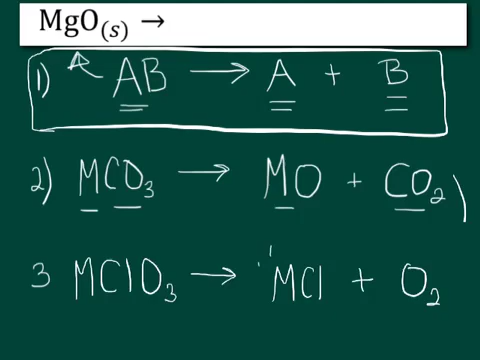 MgO(s) →
1) AB → A + B
2) MCO3 → MO + CO2
3 MClO3 → MCl + O2